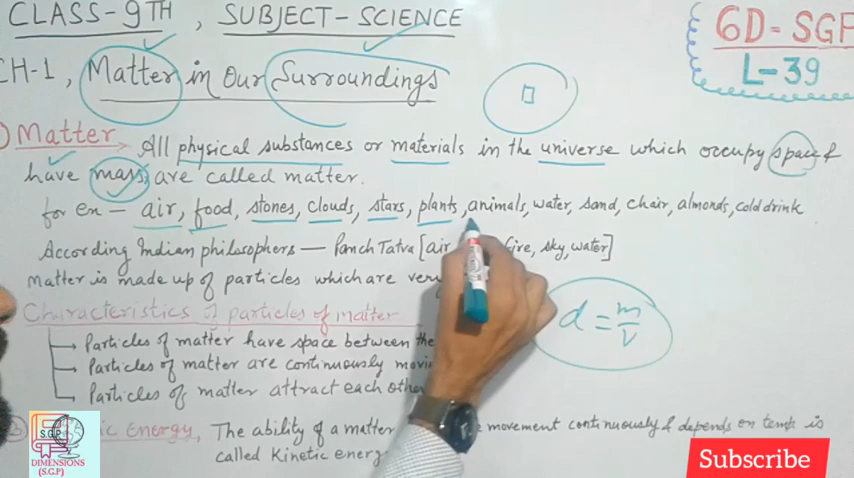 CLASS-9TH, SUBJECT-SCIENCE
6D-SGP
L-39
CH-1, Matter in Our Surroundings
Matter All physical substances or materials in the universe which occupy space &
have mass, are called matter.
for ex - air, food, stones, clouds, stars, plants, animals, water, sand, chair, almonds, cold drink
According Indian philosophers — Panch Tatva [air fire, sky, water]
Matter is made up of particles which are very
Characteristics of particles of Matter
→ Particles of matter have space between
→ Particles of matter are continuously
→ Particles of matter attract each other
d = m/v
Energy, The ability of a matter movement continuously & depends on temp is
called Kinetic
S.G.P
DIMENSIONS
(S.G.P)
Subscribe